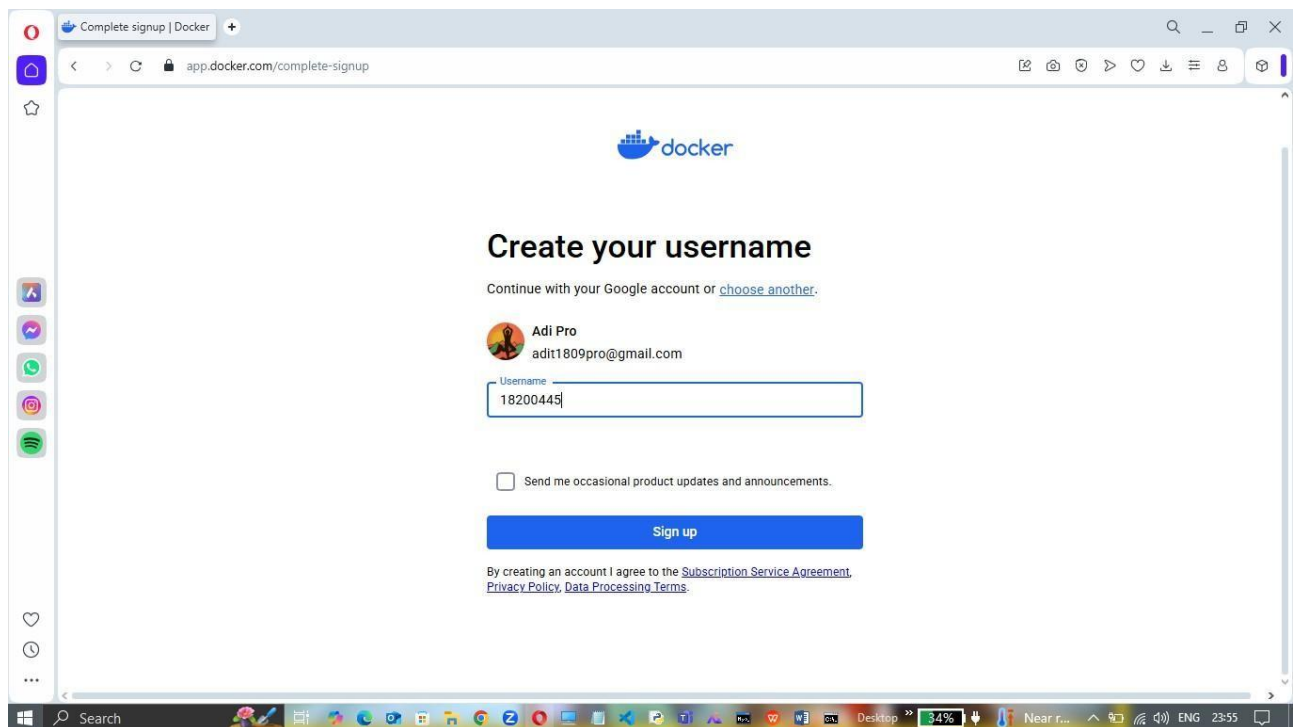 Complete signup | Docker
app.docker.com/complete-signup
docker
Create your username
Continue with your Google account or choose another.
Adi Pro
adit1809pro@gmail.com
Username
18200445
Send me occasional product updates and announcements.
Sign up
By creating an account I agree to the Subscription Service Agreement,
Privacy Policy, Data Processing Terms.
Search
Desktop
34%
Near r...
ENG
23:55